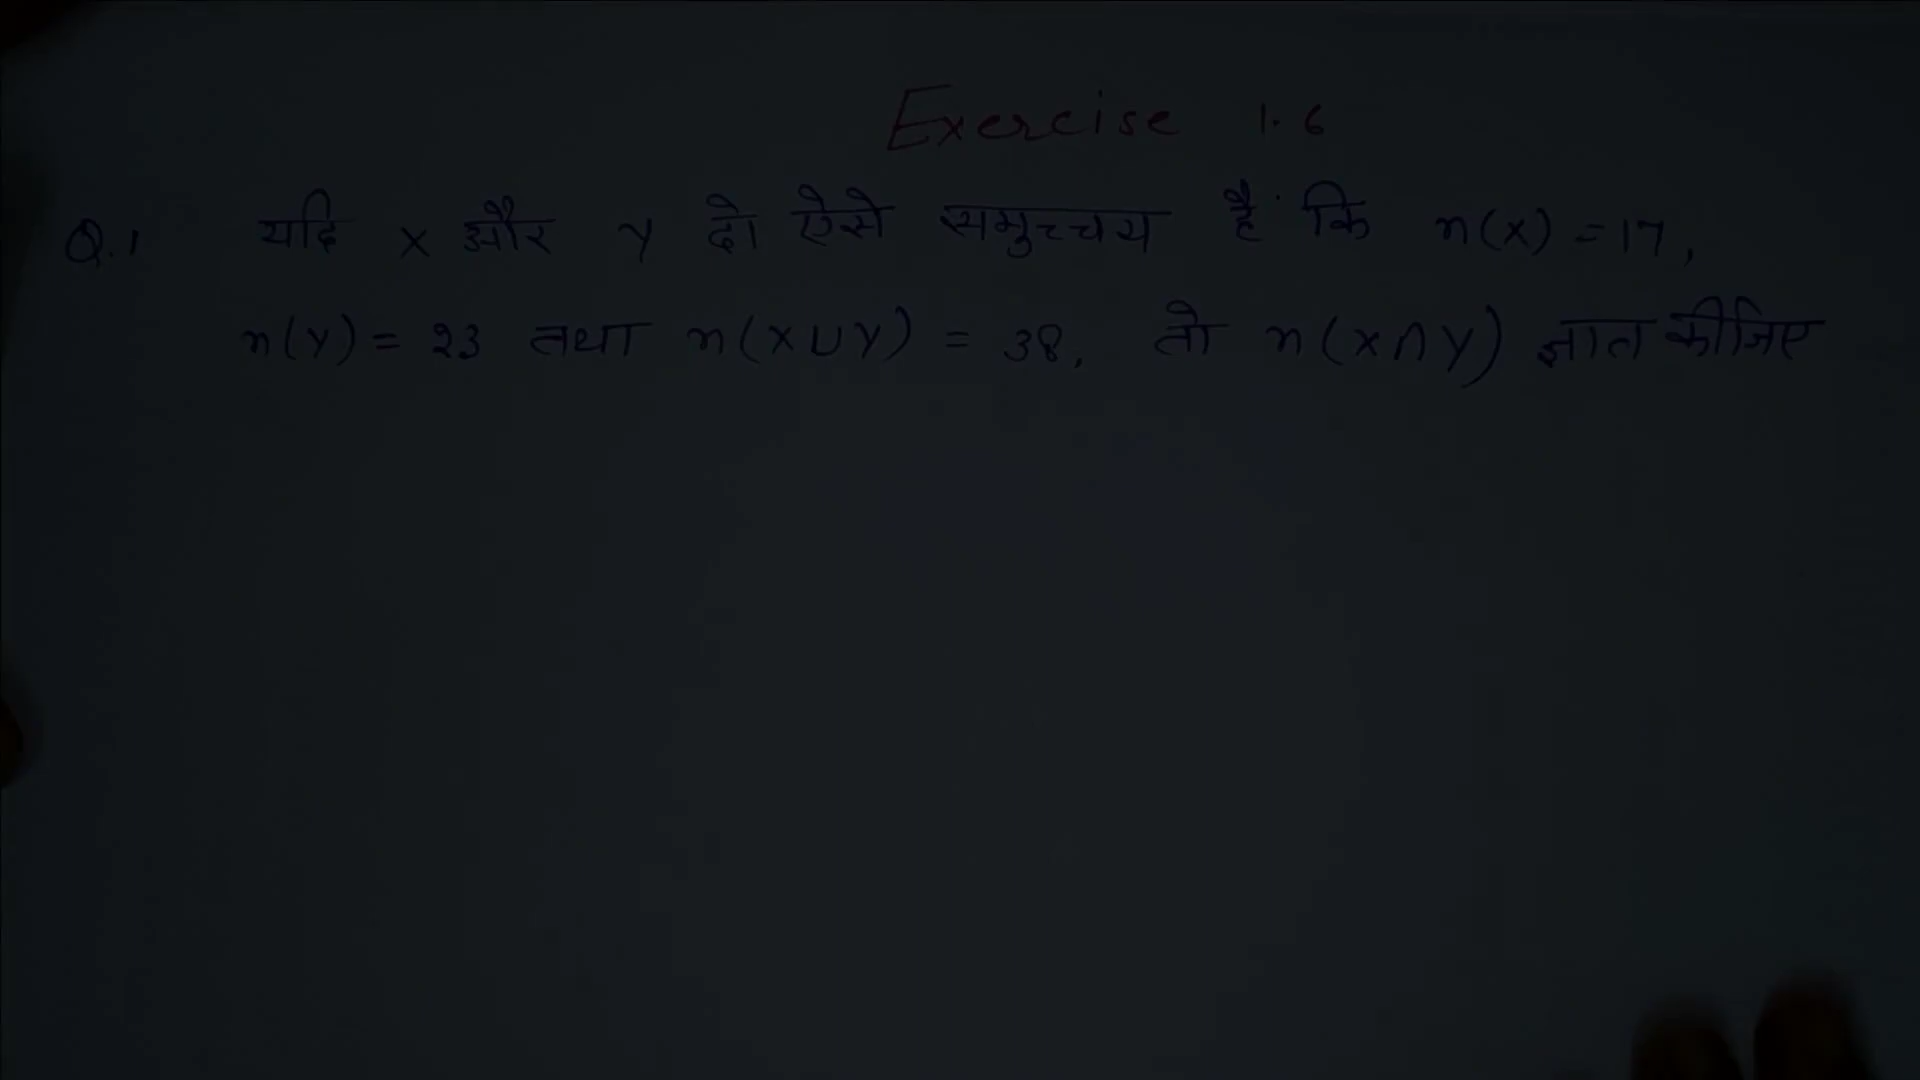 Exercise 1.6
Q.1 यदि X और Y दो ऐसे समुच्चय हैं कि n(X) = 17,
n(Y) = 23 तथा n(X∪Y) = 38, तो n(X∩Y) ज्ञात कीजिए